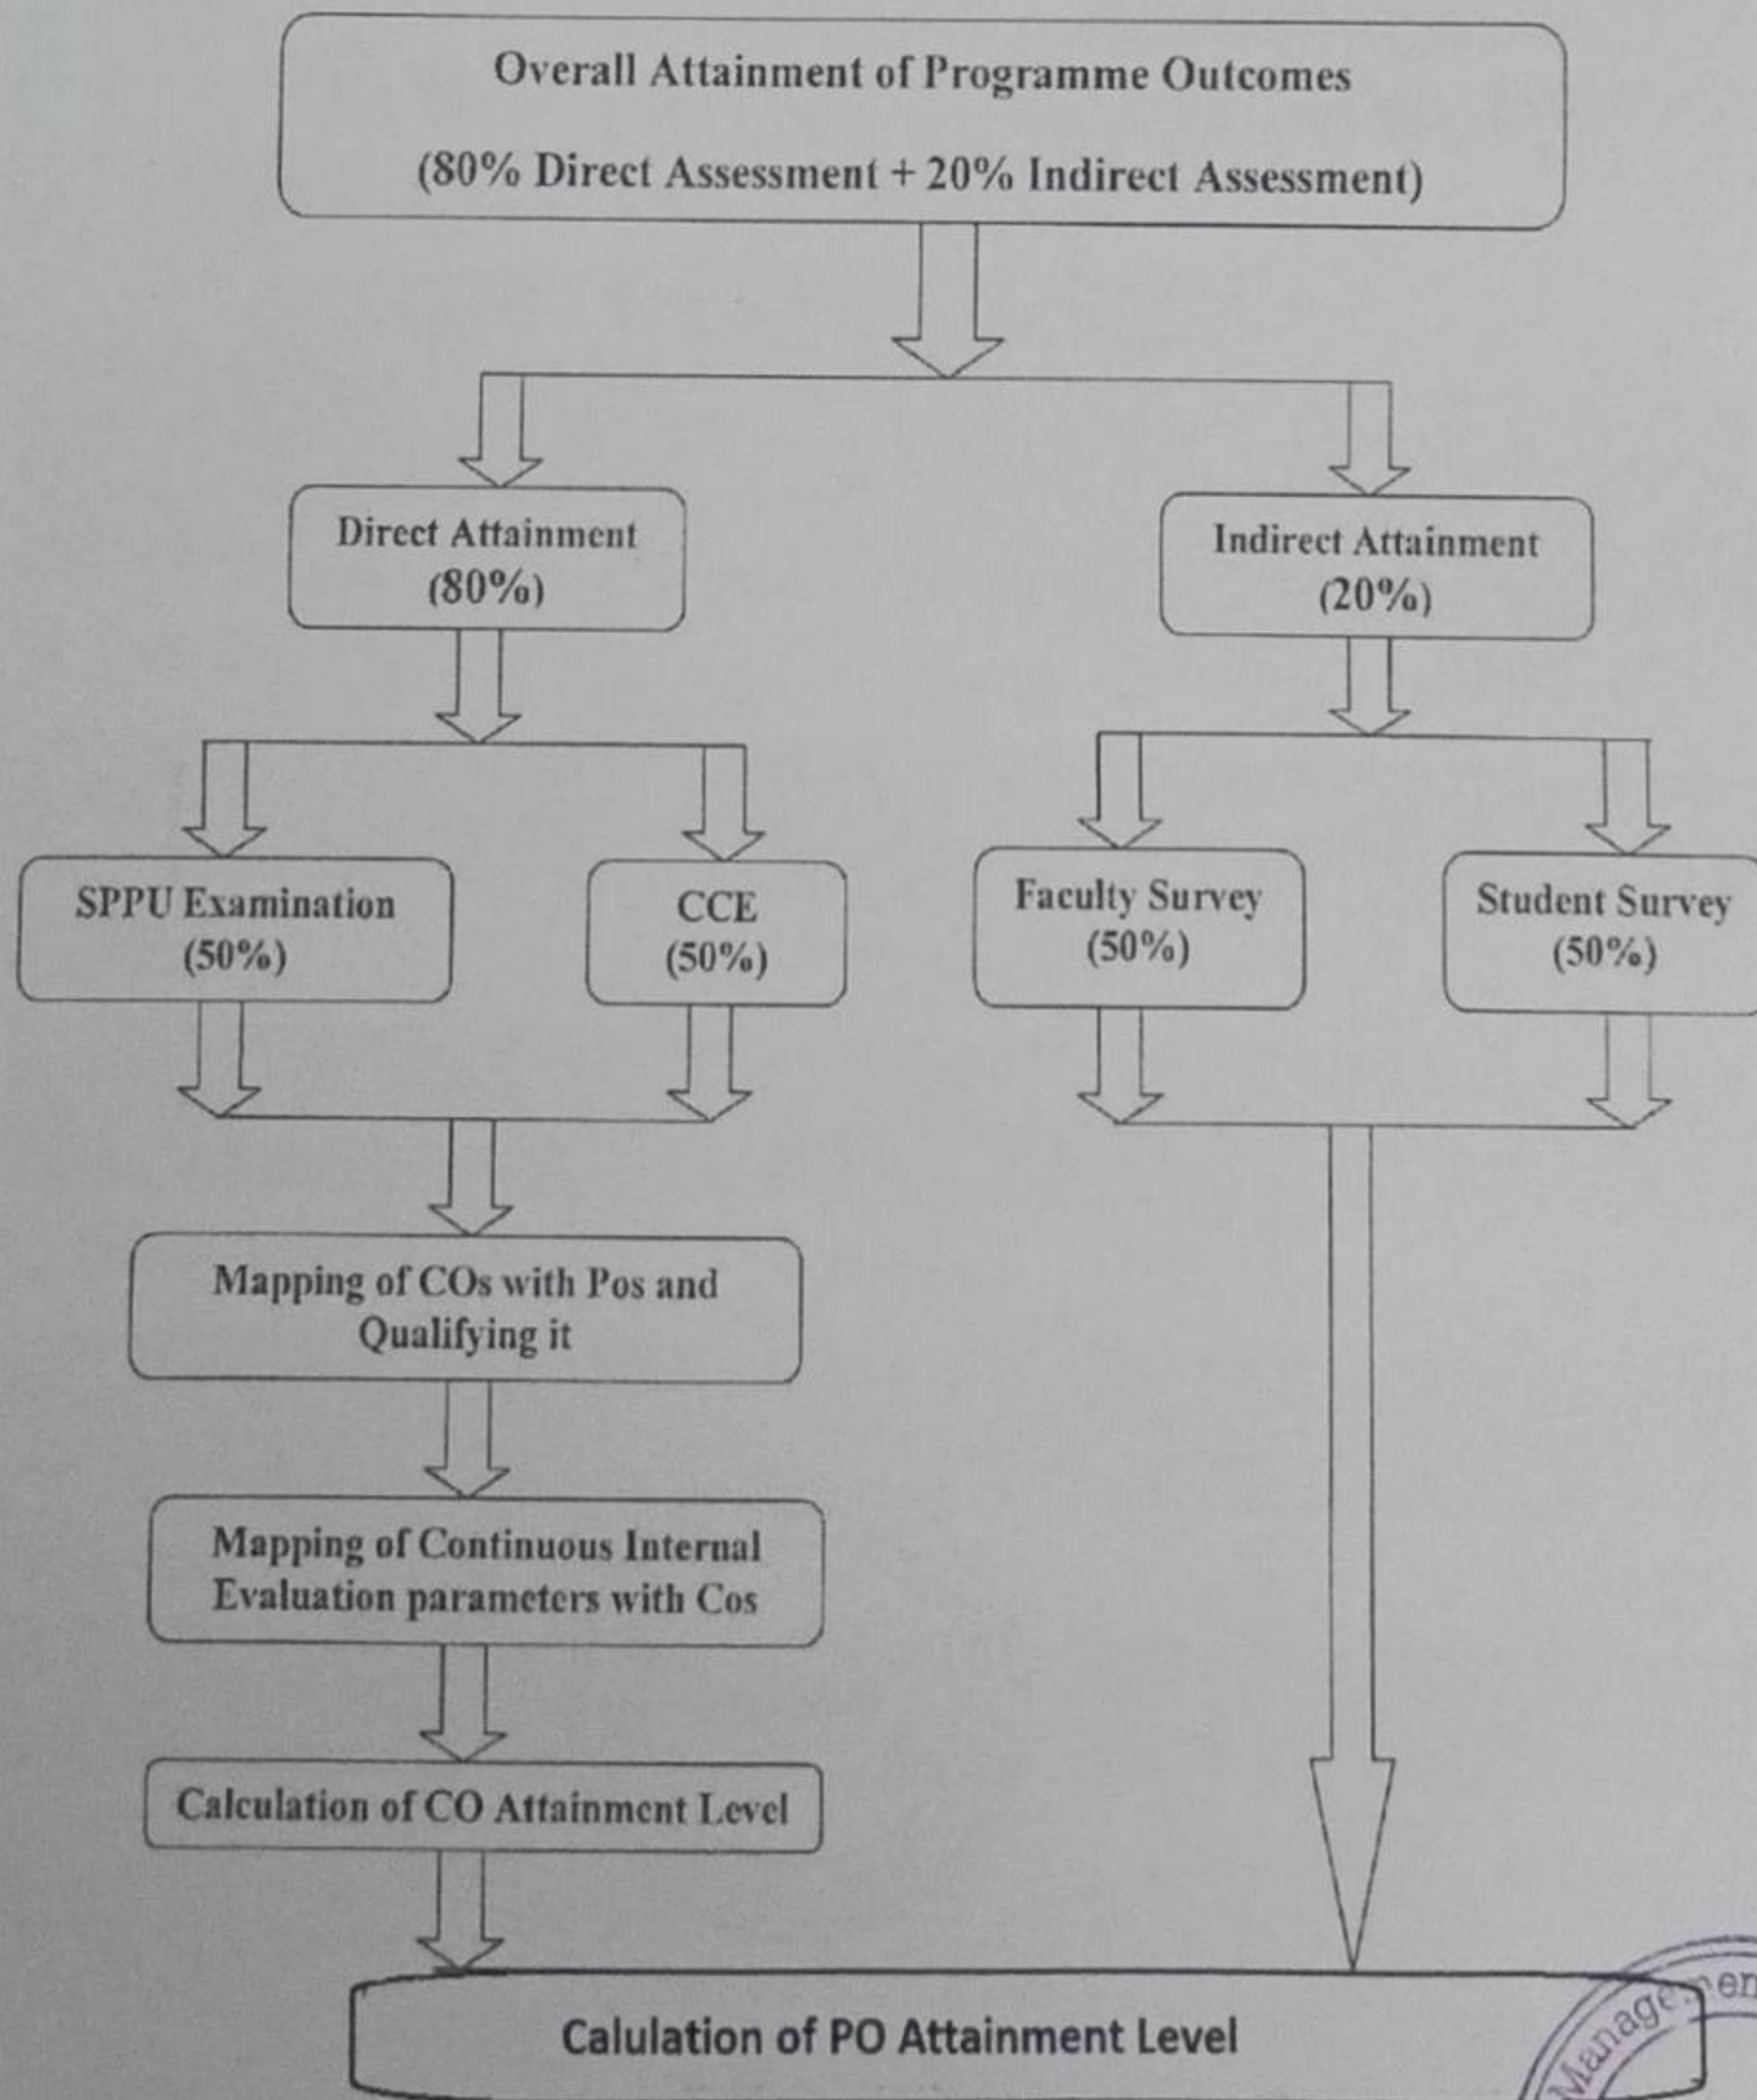 Overall Attainment of Programme Outcomes
(80% Direct Assessment + 20% Indirect Assessment)
Direct Attainment
(80%)
Indirect Attainment
(20%)
SPPU Examination
(50%)
CCE
(50%)
Faculty Survey
(50%)
Student Survey
(50%)
Mapping of COs with Pos and
Qualifying it
Mapping of Continuous Internal
Evaluation parameters with Cos
Calculation of CO Attainment Level
Calulation of PO Attainment Level